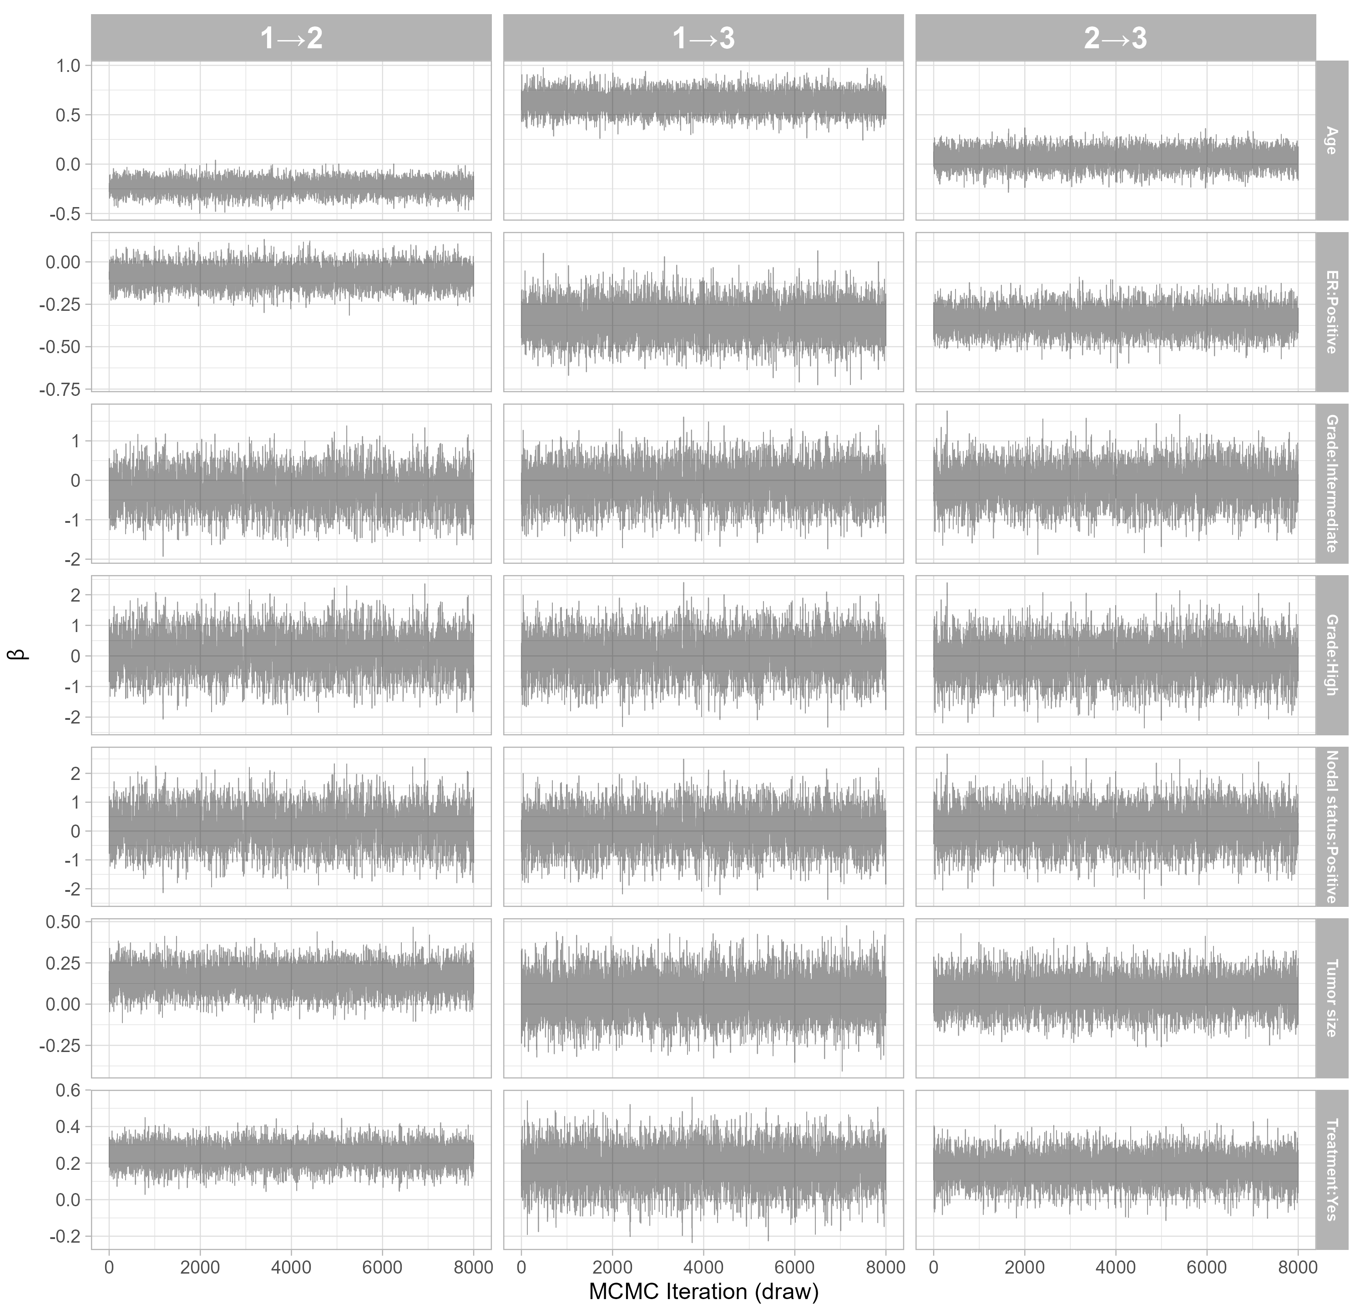 1→2 1→3 2→3
1.0
0.5
0.0
-0.5
Age
0.00
-0.25
-0.50
-0.75
ER:Positive
1
0
-1
-2
Grade:Intermediate
2
1
0
-1
-2
Grade:High
β
2
1
0
-1
-2
Nodal status:Positive
0.50
0.25
0.00
-0.25
Tumor size
0.6
0.4
0.2
0.0
-0.2
Treatment:Yes
0 2000 4000 6000 8000 0 2000 4000 6000 8000 0 2000 4000 6000 8000
MCMC Iteration (draw)